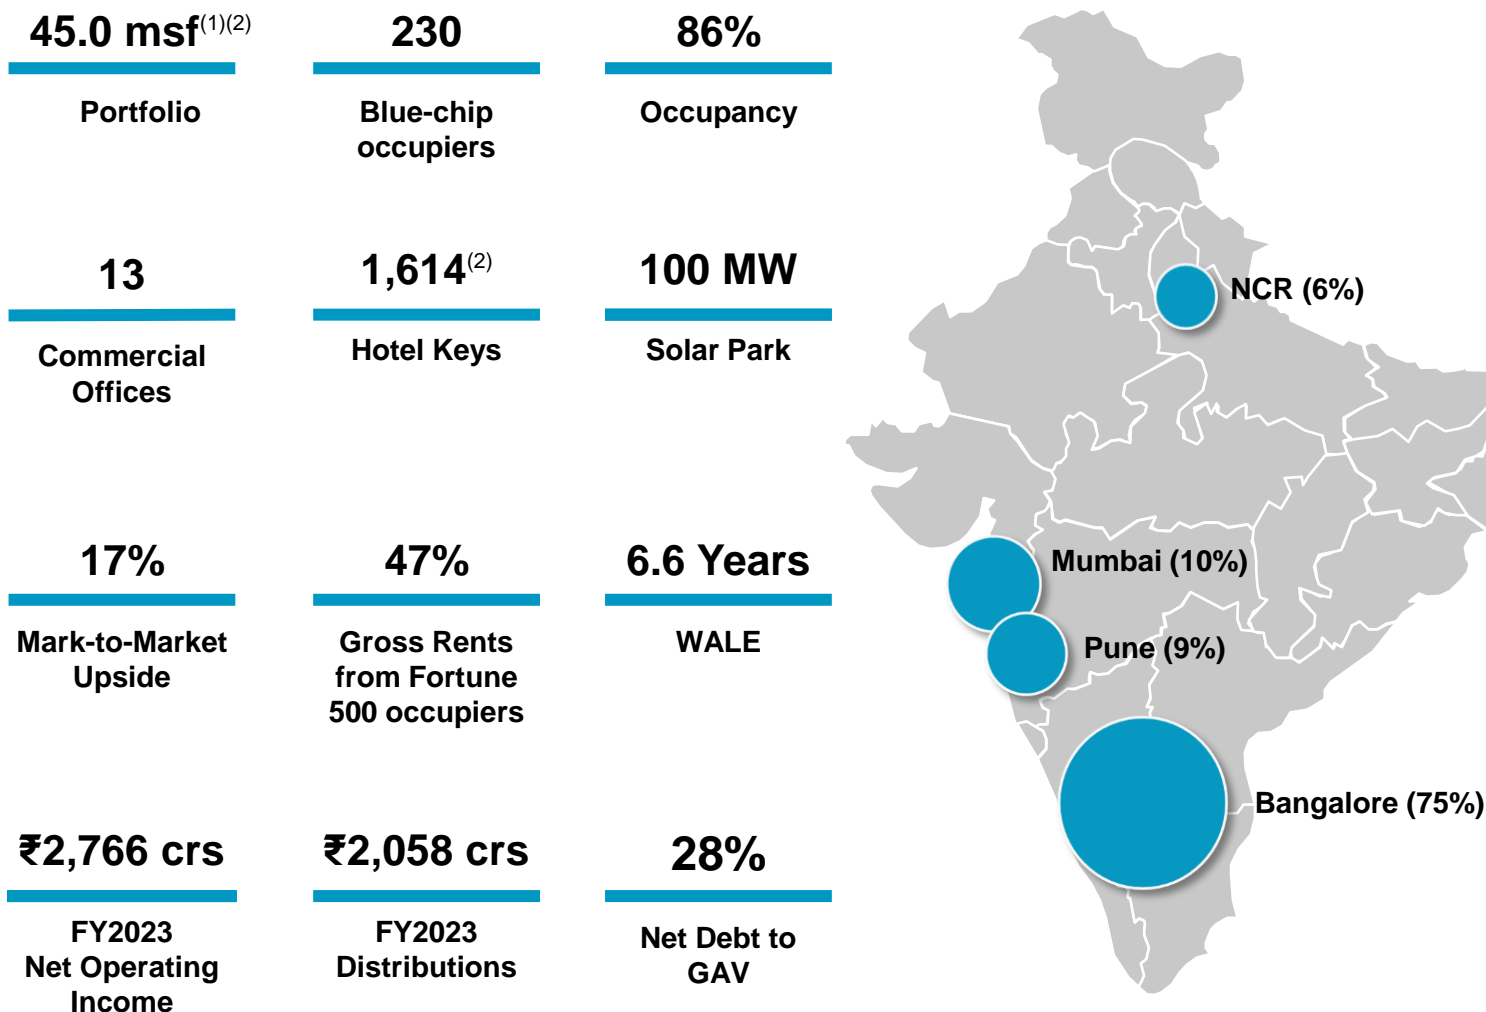 45.0 msf(1)(2)
Portfolio
230
Blue-chip
occupiers
86%
Occupancy
13
Commercial
Offices
1,614(2)
Hotel Keys
100 MW
Solar Park
17%
Mark-to-Market
Upside
47%
Gross Rents
from Fortune
500 occupiers
6.6 Years
WALE
₹2,766 crs
FY2023
Net Operating
Income
₹2,058 crs
FY2023
Distributions
28%
Net Debt to
GAV
NCR (6%)
Mumbai (10%)
Pune (9%)
Bangalore (75%)